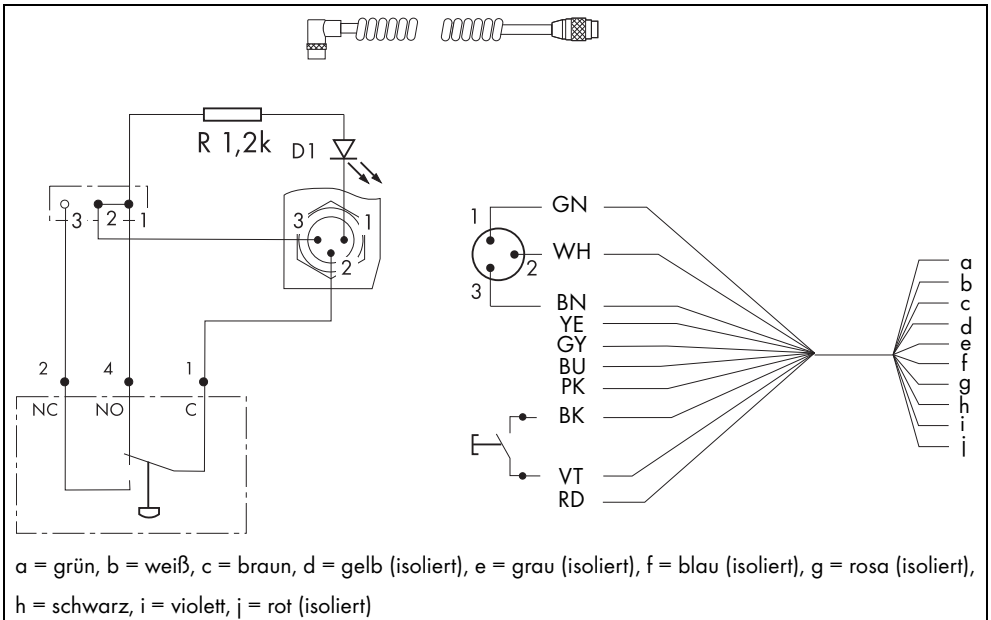 R 1,2k
D1
3 2 1
3 1
2
2 4 1
NC NO C
1
2
3
GN
WH
BN
YE
GY
BU
PK
BK
VT
RD
a
b
c
d
e
f
g
h
i
j
a = grün, b = weiß, c = braun, d = gelb (isoliert), e = grau (isoliert), f = blau (isoliert), g = rosa (isoliert),
h = schwarz, i = violett, j = rot (isoliert)